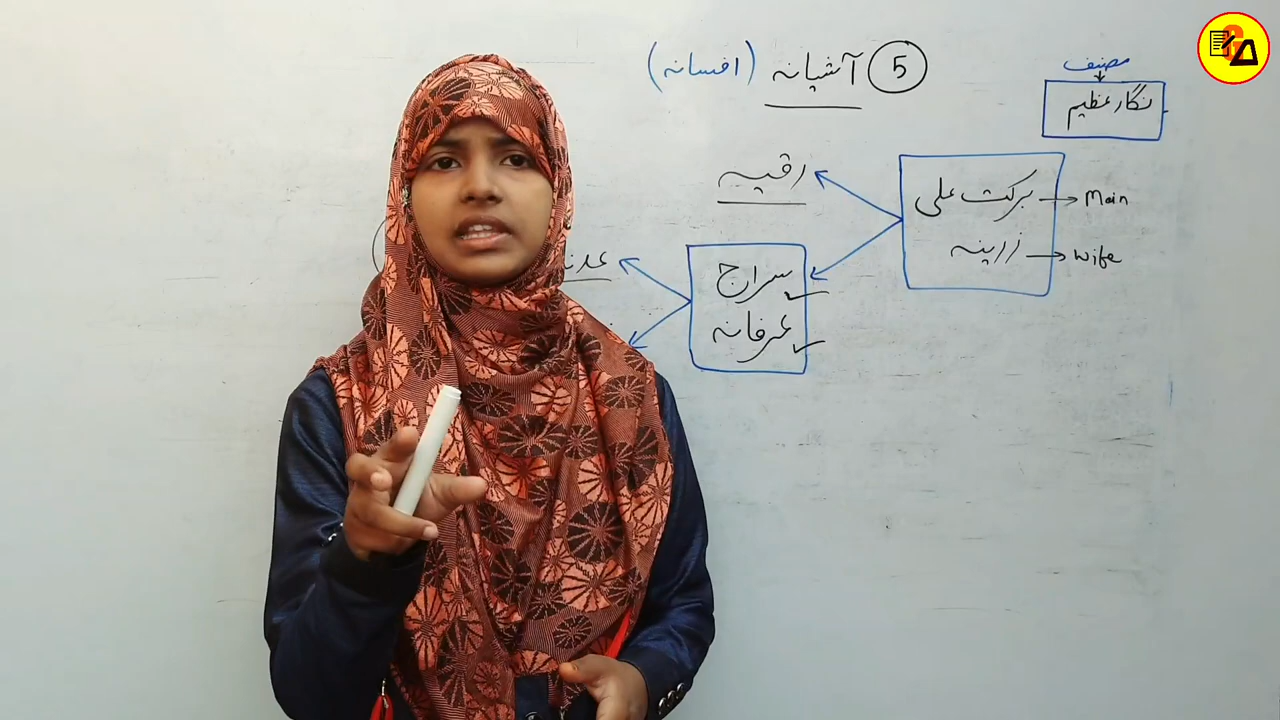 5 آشیانہ (افسانہ)
مصنف
نگار عظیم
برکت علی → Main
زرینہ → Wife
رقیہ
سراج
عرفانہ